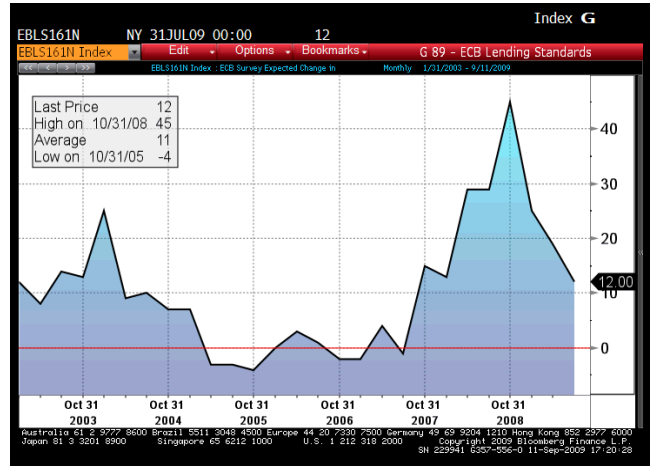 Index G
EBLS161N NY 31JUL09 00:00 12
EBLS161N Index Edit Options Bookmarks G 89 - ECB Lending Standards
<< < > >> EBLS161N Index : ECB Survey Expected Change in Monthly 1/31/2003 - 9/11/2009
Last Price 12
High on 10/31/08 45
Average 11
Low on 10/31/05 -4
40
30
20
12.00
10
0
Oct 31 Oct 31 Oct 31 Oct 31 Oct 31 Oct 31
2003 2004 2005 2006 2007 2008
Australia 61 2 9777 8600 Brazil 5511 3048 4500 Europe 44 20 7330 7500 Germany 49 69 9204 1210 Hong Kong 852 2977 6000
Japan 81 3 3201 8900 Singapore 65 6212 1000 U.S. 1 212 318 2000 Copyright 2009 Bloomberg Finance L.P.
SN 229941 G357-556-0 11-Sep-2009 17:20:28